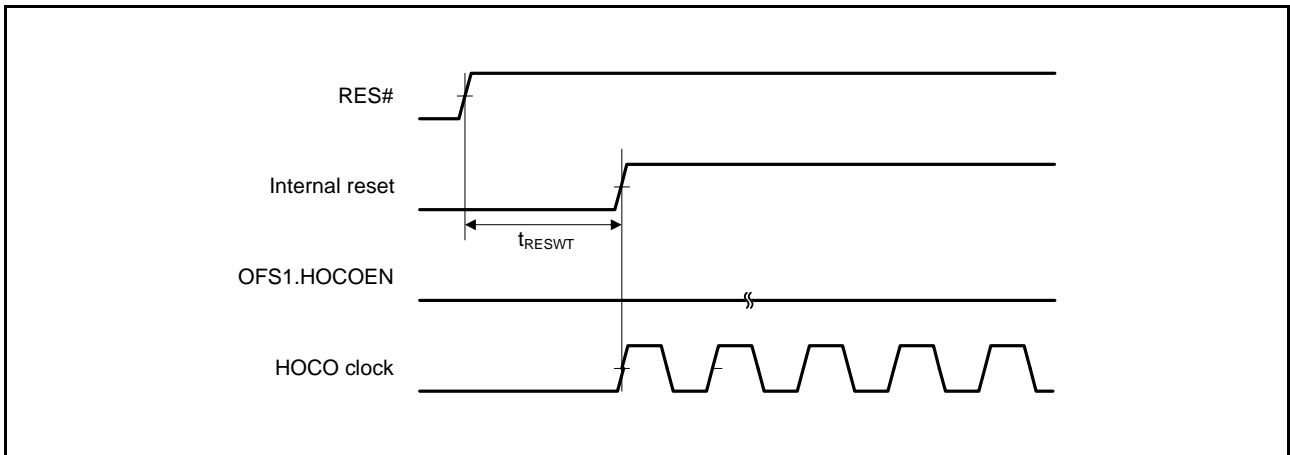 RES#
Internal reset
tRESWT
OFS1.HOCOEN
HOCO clock